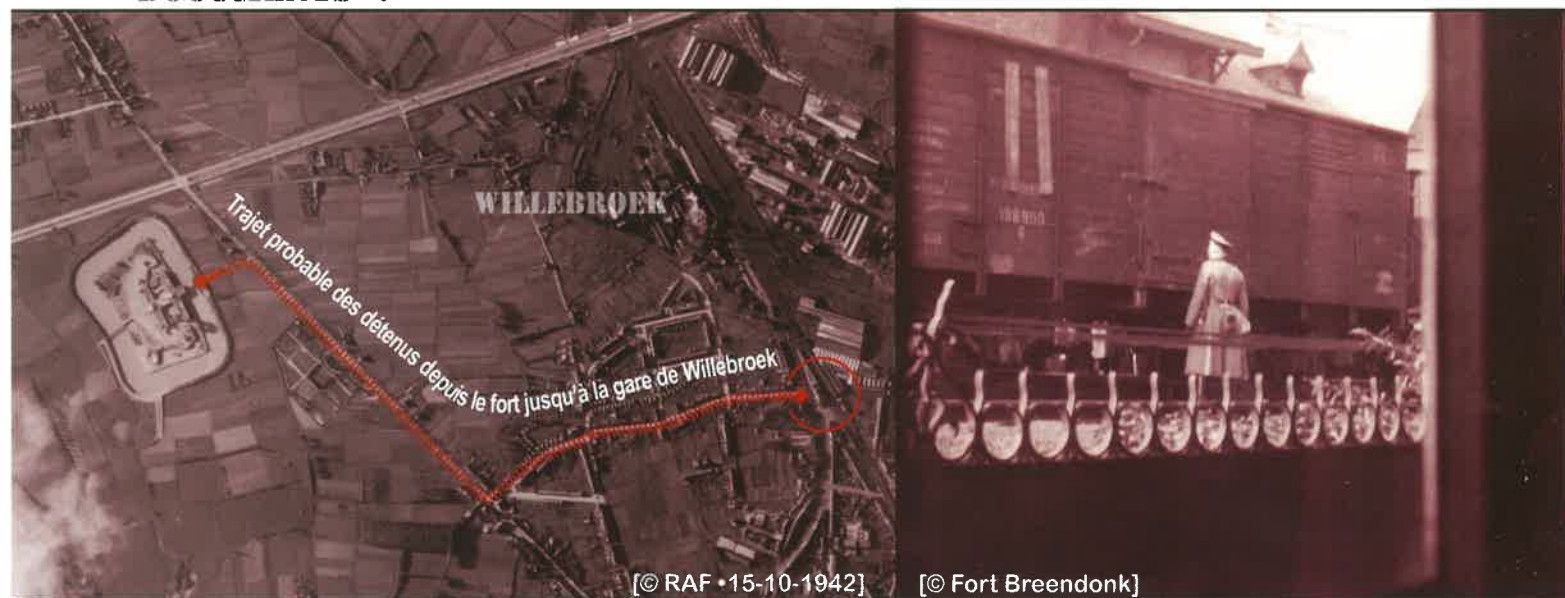 WILLEBROEK
Trajet probable des détenus depuis le fort jusqu'à la gare de Willebroek
[© RAF • 15-10-1942]
[© Fort Breendonk]